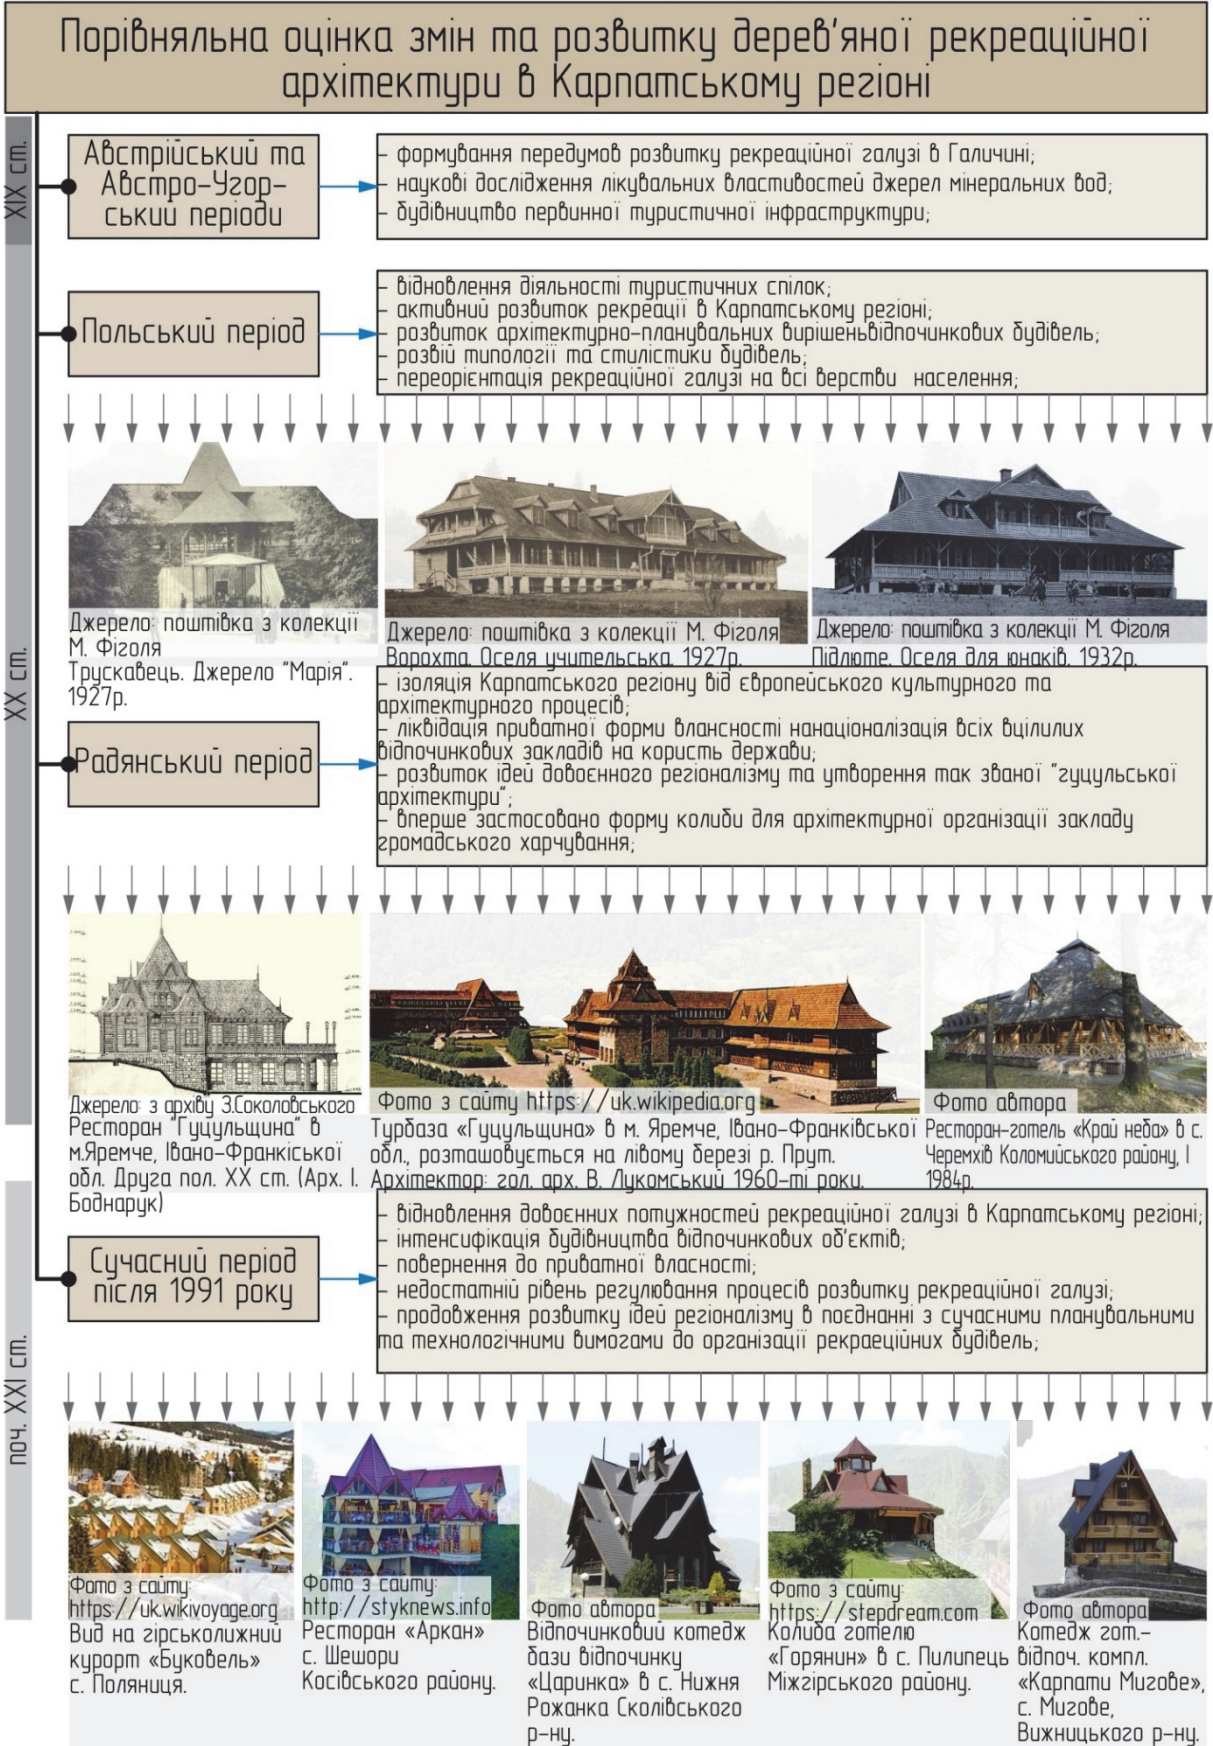 Порівняльна оцінка змін та розвитку дерев'яної рекреаційної
архітектури в Карпатському регіоні
XIX ст.
Австрійський та
Австро-Угор-
ський періоди
– формування передумов розвитку рекреаційної галузі в Галичині;
– наукові дослідження лікувальних властивостей джерел мінеральних вод;
– будівництво первинної туристичної інфраструктури;
XX ст.
Польський період
– відновлення діяльності туристичних спілок;
– активний розвиток рекреації в Карпатському регіоні;
– розвиток архітектурно-планувальних вирішеньвідпочинкових будівель;
– розвій типології та стилістики будівель;
– переорієнтація рекреаційної галузі на всі верстви населення;
Джерело: поштівка з колекції
М. Фіголя
Трускавець. Джерело "Марія".
1927р.
Джерело: поштівка з колекції М. Фіголя
Ворохта. Оселя учительська. 1927р.
Джерело: поштівка з колекції М. Фіголя
Підлюте. Оселя для юнаків. 1932р.
Радянський період
– ізоляція Карпатського регіону від європейського культурного та
архітектурного процесів;
– ліквідація приватної форми влансності нанаціоналізація всіх вцілилих
відпочинкових закладів на користь держави;
– розвиток ідей довоєнного регіоналізму та утворення так званої "гуцульської
архітектури";
– вперше застосовано форму колиби для архітектурної організації закладу
громадського харчування;
Джерело: з архіву З.Соколовського
Ресторан "Гуцульщина" в
м.Яремче, Івано-Франкіської
обл. Друга пол. XX ст. (Арх. І.
Боднарук)
Фото з сайту https://uk.wikipedia.org
Турбаза «Гуцульщина» в м. Яремче, Івано-Франківської
обл., розташовується на лівому березі р. Прут.
Архітектор: гол. арх. В. Лукомський 1960-ті роки.
Фото автора
Ресторан-готель «Край неба» в с.
Черемхів Коломийського району, І
1984р.
поч. XXI ст.
Сучасний період
після 1991 року
– відновлення довоєнних потужностей рекреаційної галузі в Карпатському регіоні;
– інтенсифікація будівництва відпочинкових об'єктів;
– повернення до приватної власності;
– недостатній рівень регулювання процесів розвитку рекреаційної галузі;
– продовження розвитку ідей регіоналізму в поєднанні з сучасними планувальними
та технологічними вимогами до організації рекраеційних будівель;
Фото з сайту:
https://uk.wikivoyage.org
Вид на гірськолижний
курорт «Буковель»
с. Поляниця.
Фото з сайту:
http://styknews.info
Ресторан «Аркан»
с. Шешори
Косівського району.
Фото автора
Відпочинковий котедж
бази відпочинку
«Царинка» в с. Нижня
Рожанка Сколівського
р-ну.
Фото з сайту:
https://stepdream.com
Колиба готелю
«Горянин» в с. Пилипець
Міжгірського району.
Фото автора
Котедж гот.-
відпоч. компл.
«Карпати Мигове»,
с. Мигове,
Вижницького р-ну.